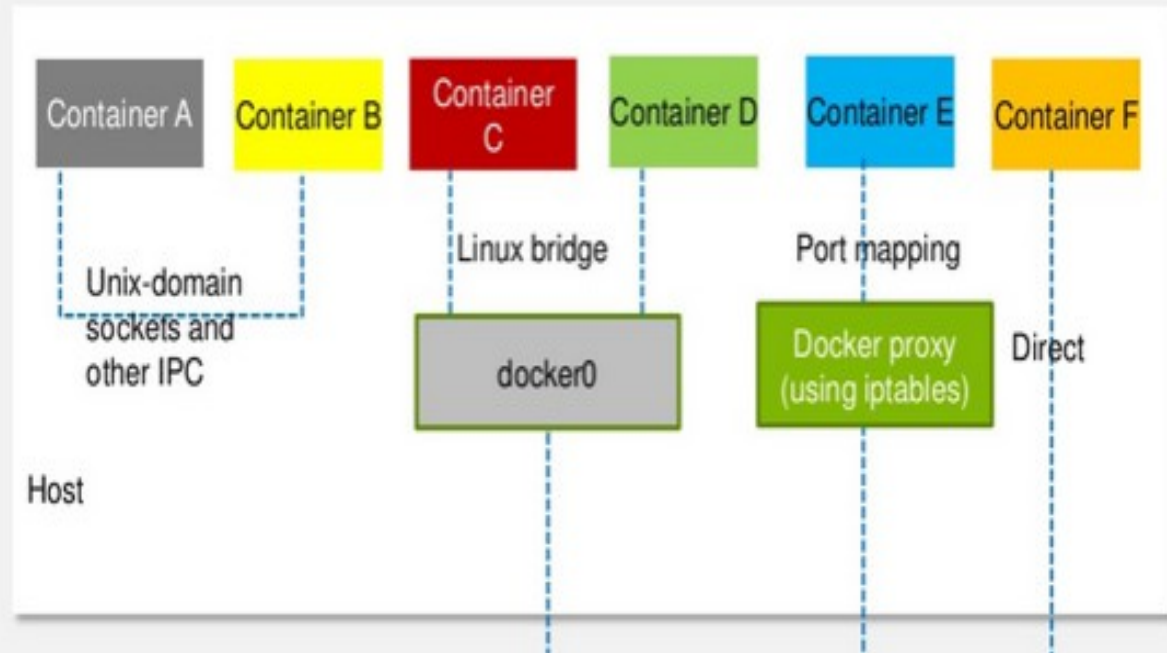 Container A
Container B
Container
C
Container D
Container E
Container F
Linux bridge
Port mapping
Unix-domain
sockets and
other IPC
docker0
Docker proxy
(using iptables)
Direct
Host